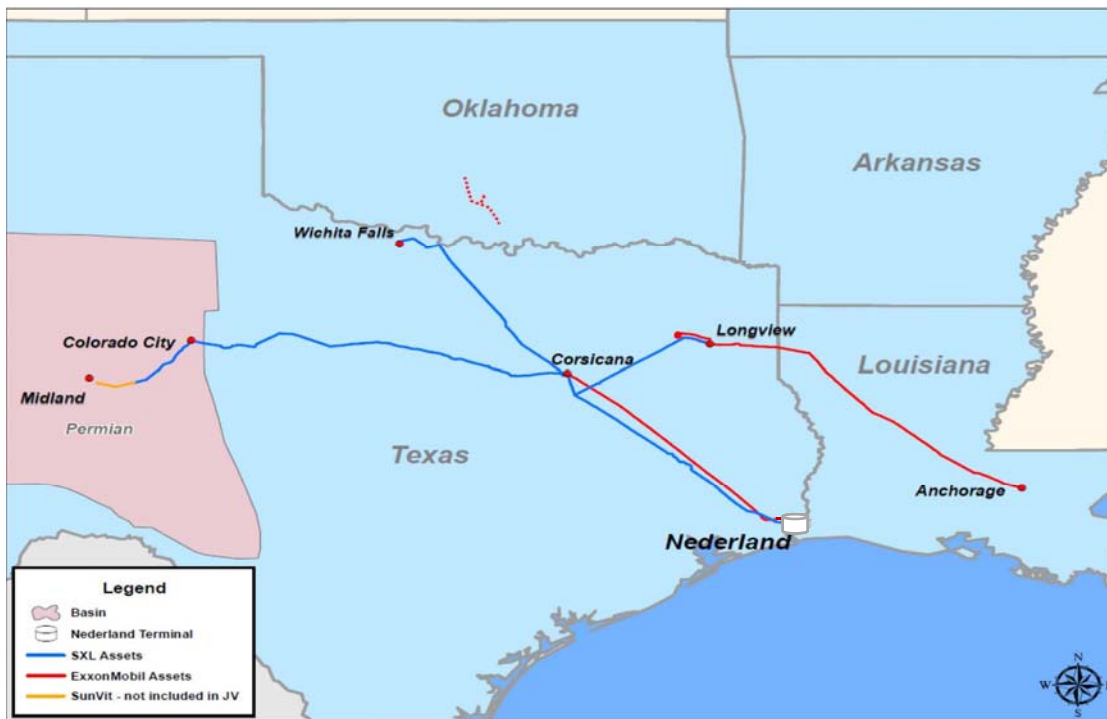 Oklahoma
Arkansas
Wichita Falls
Colorado City
Longview
Corsicana
Louisiana
Midland
Permian
Texas
Anchorage
Nederland
Legend
Basin
Nederland Terminal
SXL Assets
ExxonMobil Assets
SunVit - not included in JV
N
W
E
S